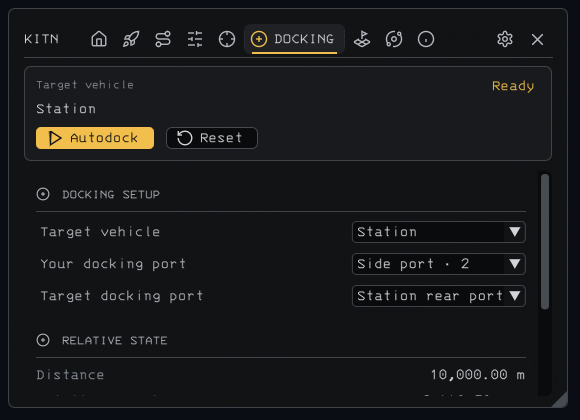 KITN DOCKING
Target vehicle Ready
Station
Autodock Reset
DOCKING SETUP
Target vehicle Station
Your docking port Side port · 2
Target docking port Station rear port
RELATIVE STATE
Distance 10,000.00 m